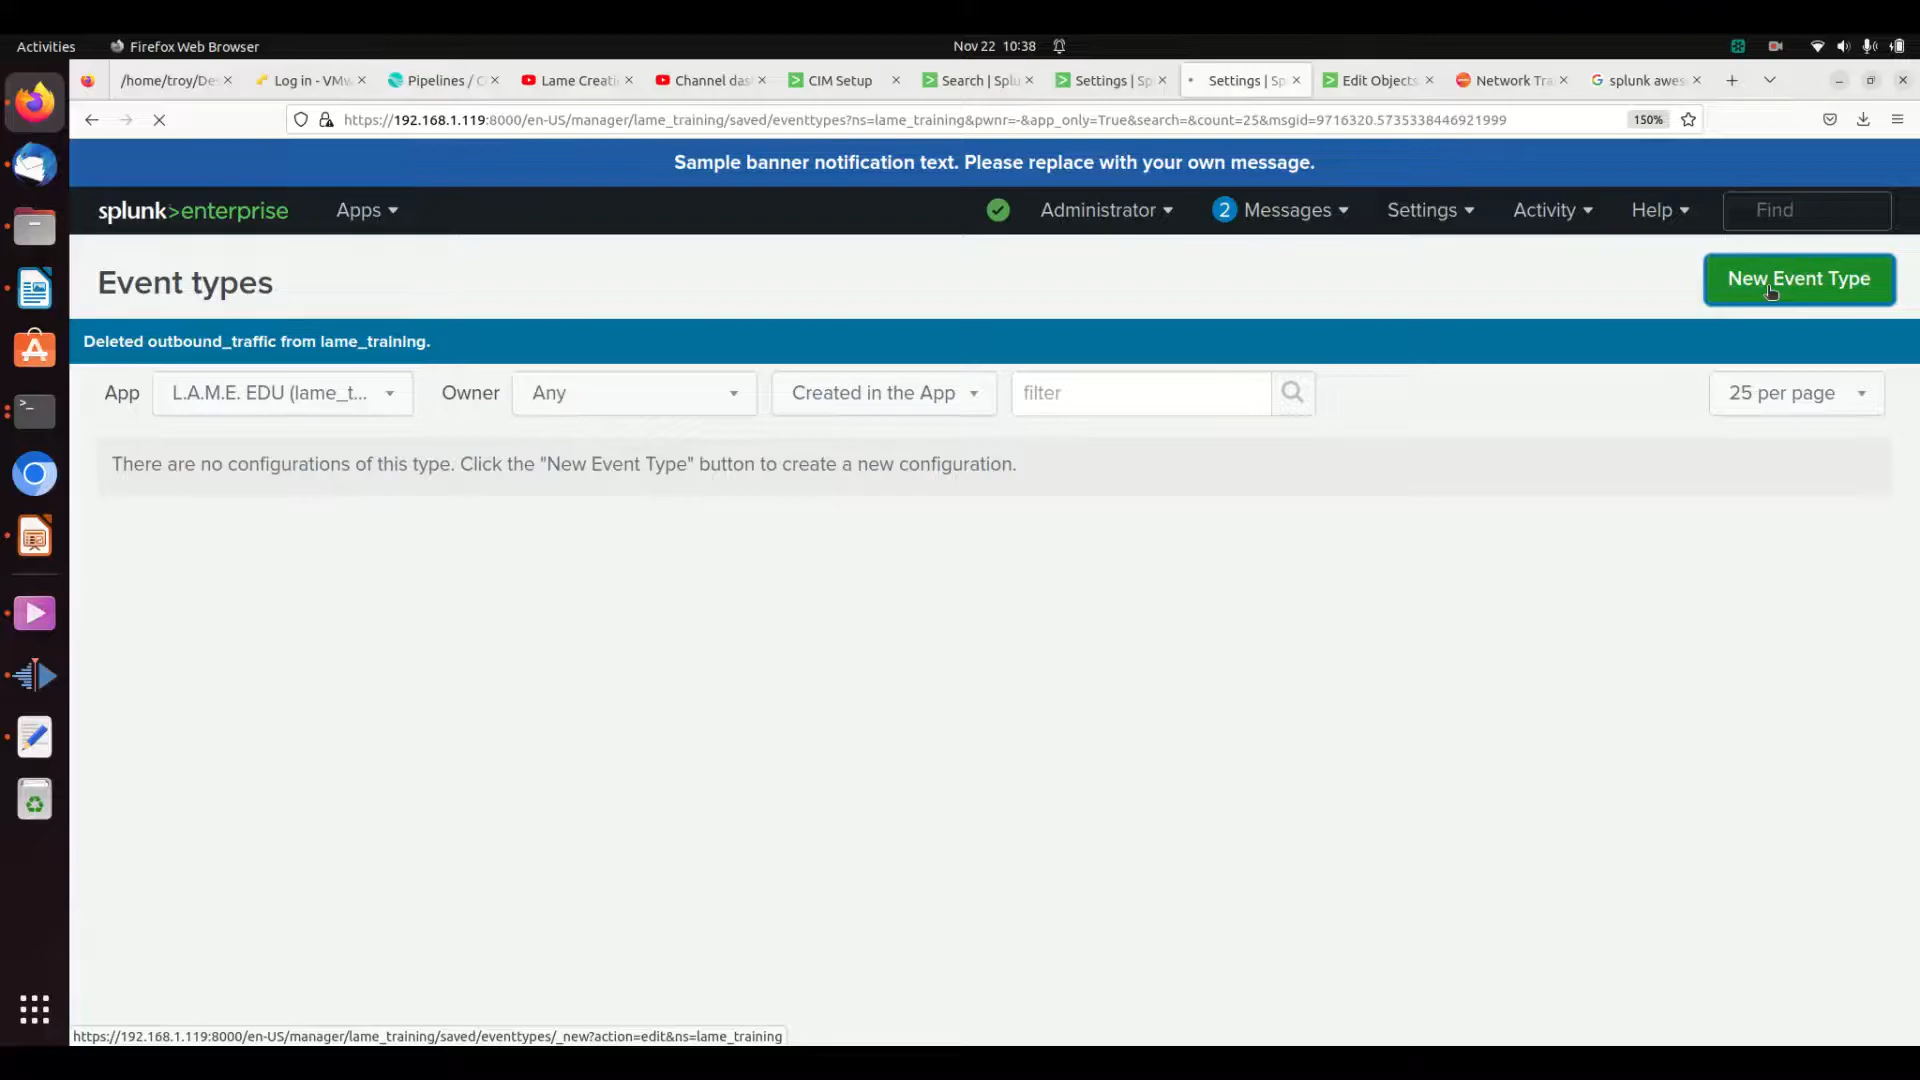 Activities Firefox Web Browser Nov 22 10:38
/home/troy/De Log in - VMw Pipelines / C Lame Creati Channel das CIM Setup Search | Splu Settings | Sp Settings | Sp Edit Objects Network Tra splunk awes
https://192.168.1.119:8000/en-US/manager/lame_training/saved/eventtypes?ns=lame_training&pwnr=-&app_only=True&search=&count=25&msgid=9716320.5735338446921999 150%
Sample banner notification text. Please replace with your own message.
splunk>enterprise Apps Administrator 2 Messages Settings Activity Help Find
Event types New Event Type
Deleted outbound_traffic from lame_training.
App L.A.M.E. EDU (lame_t... Owner Any Created in the App filter 25 per page
There are no configurations of this type. Click the "New Event Type" button to create a new configuration.
https://192.168.1.119:8000/en-US/manager/lame_training/saved/eventtypes/_new?action=edit&ns=lame_training